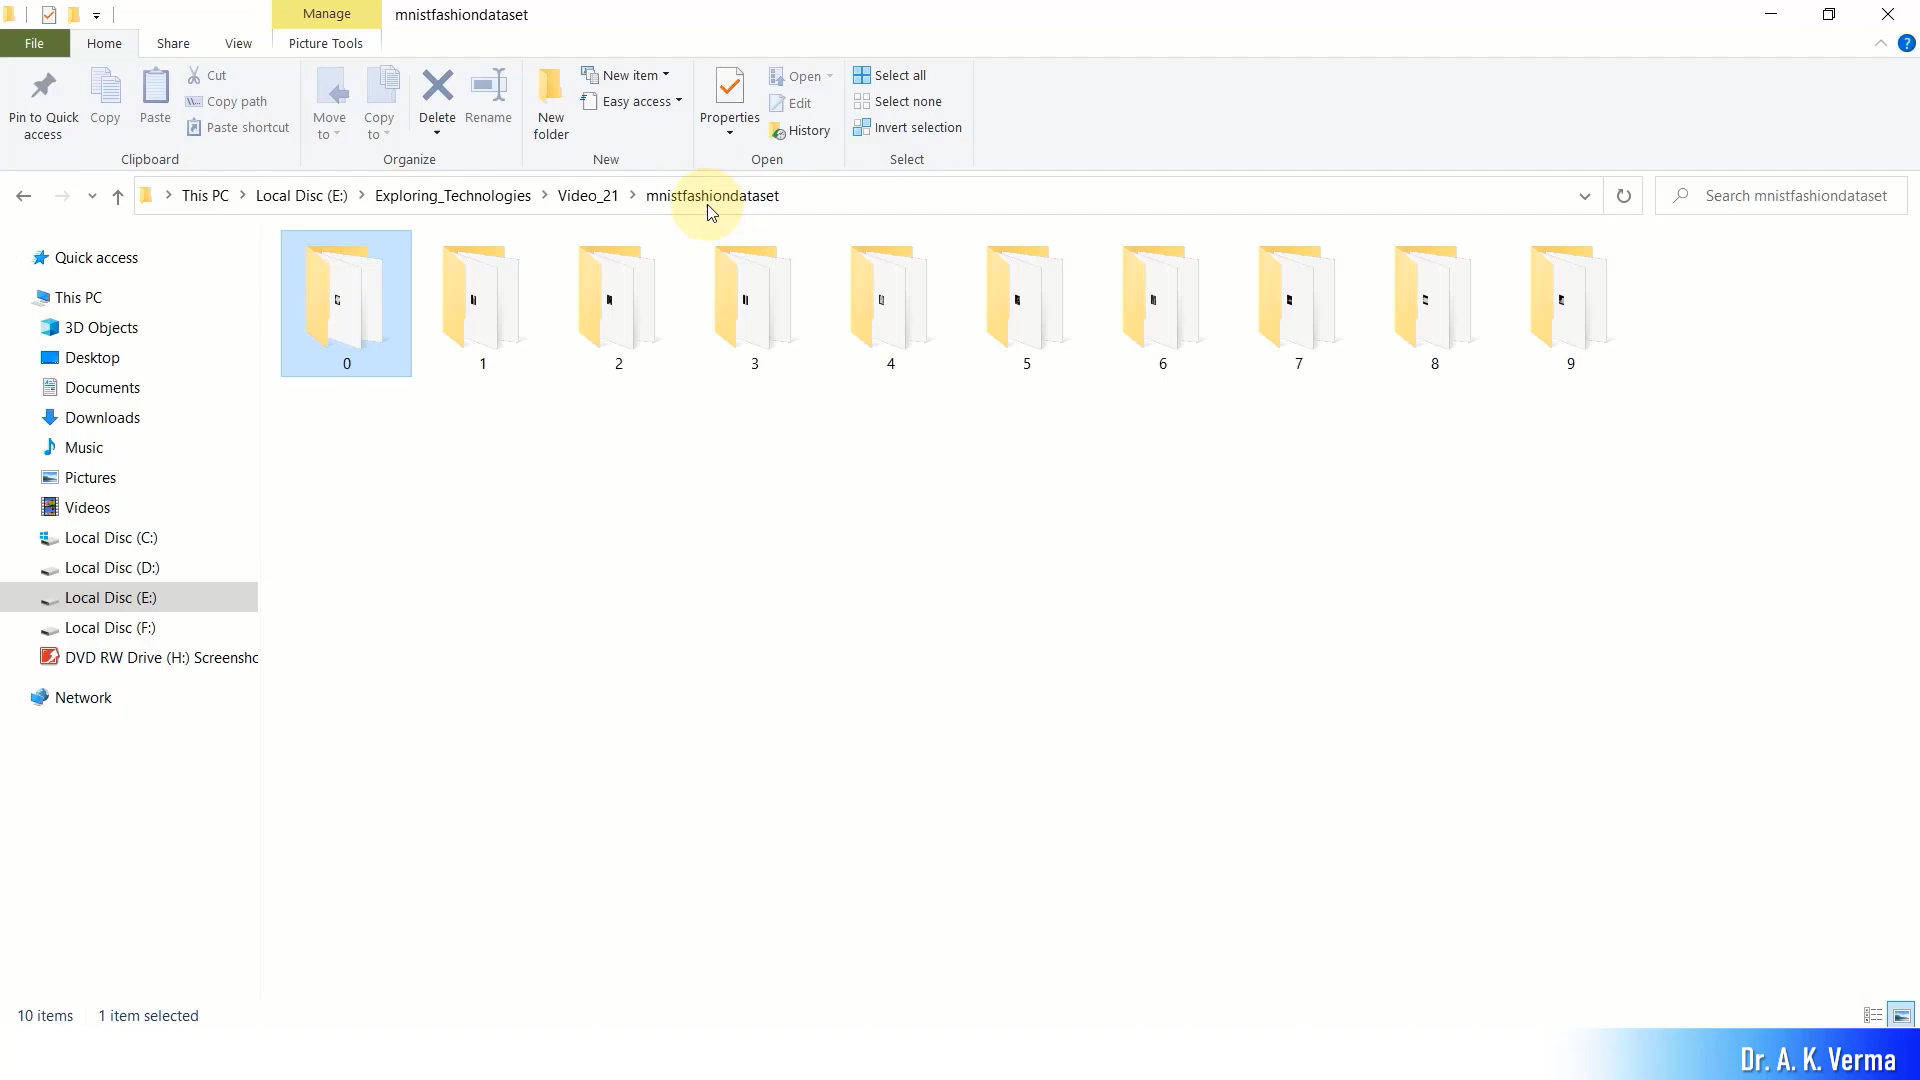 Manage
mnistfashiondataset
File
Home
Share
View
Picture Tools
Pin to Quick access
Copy
Paste
Cut
Copy path
Paste shortcut
Clipboard
Move to
Copy to
Delete
Rename
Organize
New folder
New item
Easy access
New
Properties
Open
Edit
History
Open
Select all
Select none
Invert selection
Select
This PC
Local Disc (E:)
Exploring_Technologies
Video_21
mnistfashiondataset
Search mnistfashiondataset
Quick access
This PC
3D Objects
Desktop
Documents
Downloads
Music
Pictures
Videos
Local Disc (C:)
Local Disc (D:)
Local Disc (E:)
Local Disc (F:)
DVD RW Drive (H:) Screensho
Network
0
1
2
3
4
5
6
7
8
9
10 items
1 item selected
Dr. A. K. Verma